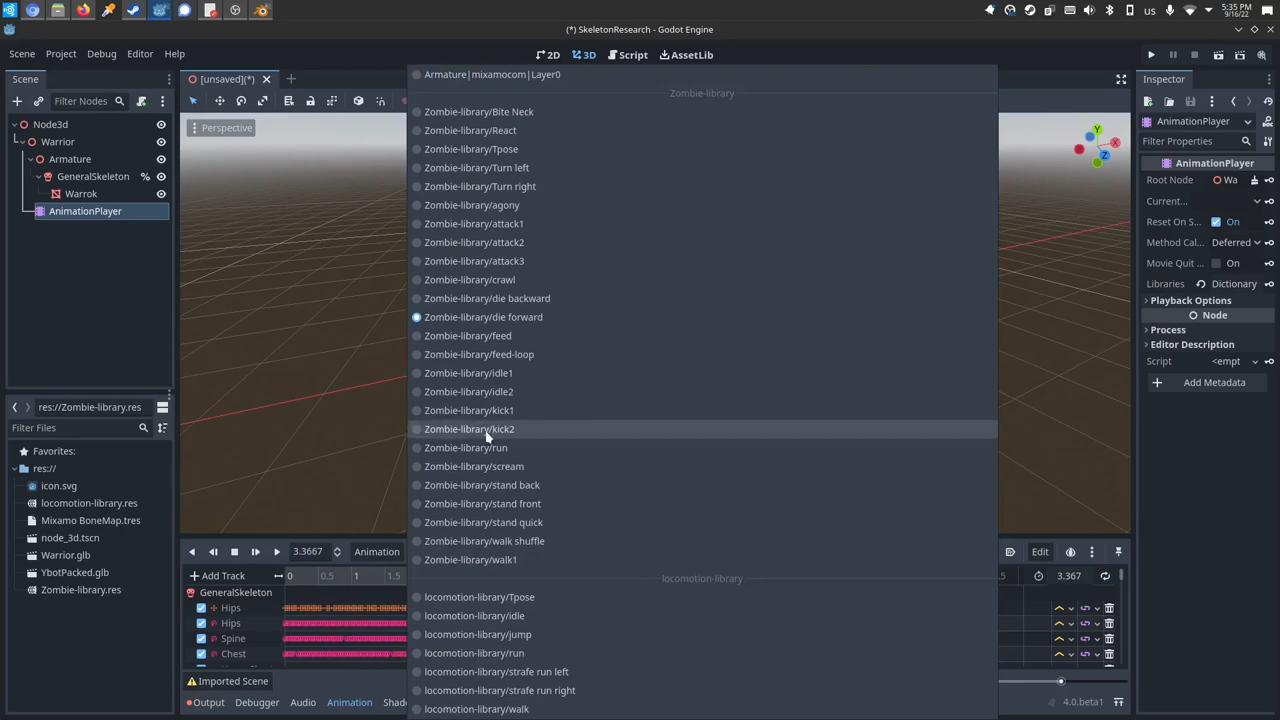 us
5:35 PM
9/16/22
(*) SkeletonResearch - Godot Engine
Scene Project Debug Editor Help
2D 3D Script AssetLib
Scene
Filter Nodes
Node3d
Warrior
Armature
GeneralSkeleton %
Warrok
AnimationPlayer
res://Zombie-library.res
Filter Files
Favorites:
res://
icon.svg
locomotion-library.res
Mixamo BoneMap.tres
node_3d.tscn
Warrior.glb
YbotPacked.glb
Zombie-library.res
[unsaved](*)
Perspective
Armature|mixamocom|Layer0
Zombie-library
Zombie-library/Bite Neck
Zombie-library/React
Zombie-library/Tpose
Zombie-library/Turn left
Zombie-library/Turn right
Zombie-library/agony
Zombie-library/attack1
Zombie-library/attack2
Zombie-library/attack3
Zombie-library/crawl
Zombie-library/die backward
Zombie-library/die forward
Zombie-library/feed
Zombie-library/feed-loop
Zombie-library/idle1
Zombie-library/idle2
Zombie-library/kick1
Zombie-library/kick2
Zombie-library/run
Zombie-library/scream
Zombie-library/stand back
Zombie-library/stand front
Zombie-library/stand quick
Zombie-library/walk shuffle
Zombie-library/walk1
locomotion-library
locomotion-library/Tpose
locomotion-library/idle
locomotion-library/jump
locomotion-library/run
locomotion-library/strafe run left
locomotion-library/strafe run right
locomotion-library/walk
3.3667
Animation
Edit
Add Track
0 0.5 1 1.5
.5
3.367
GeneralSkeleton
Hips
Hips
Spine
Chest
Imported Scene
Output Debugger Audio Animation Shad
4.0.beta1
Y
X
Z
Inspector
AnimationPlayer
Filter Properties
AnimationPlayer
Root Node Wa
Current...
Reset On S... On
Method Cal... Deferred
Movie Quit ... On
Libraries Dictionary
Playback Options
Node
Process
Editor Description
Script <empt
Add Metadata